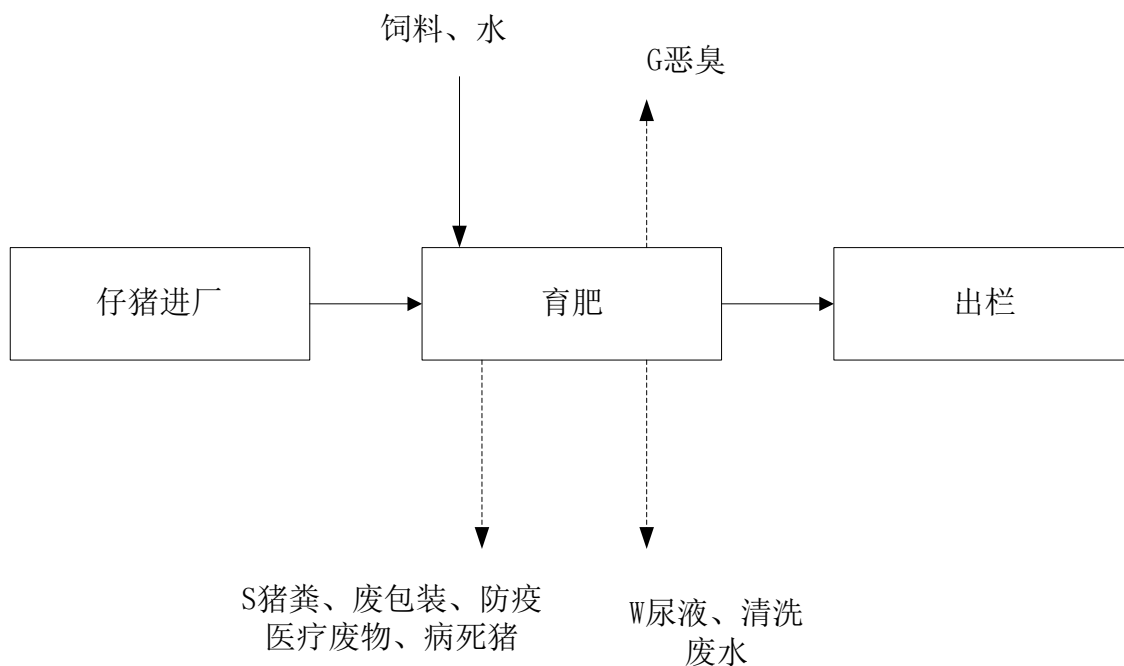 饲料、水
G恶臭
仔猪进厂
育肥
出栏
S猪粪、废包装、防疫
医疗废物、病死猪
W尿液、清洗
废水